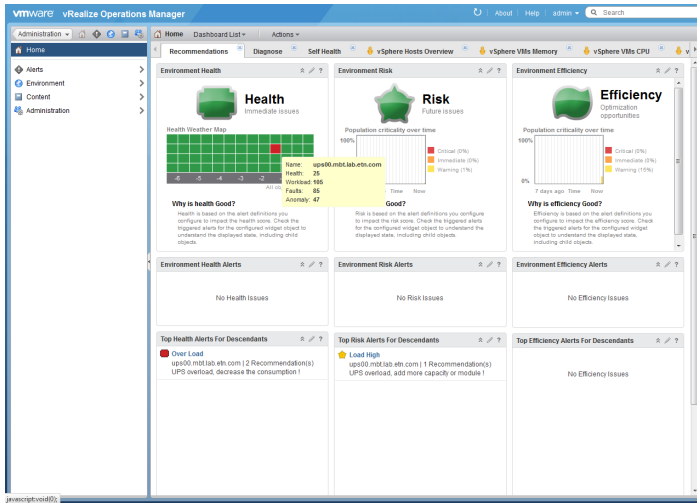 vmware vRealize Operations Manager
About Help admin Search
Administration
Home Dashboard List Actions
Home
Recommendations Diagnose Self Health vSphere Hosts Overview vSphere VMs Memory vSphere VMs CPU v
Alerts
Environment
Content
Administration
Environment Health ?
Health
Immediate issues
Health Weather Map
-6 -5 -4 -3 -2
All ob
Name: ups00.mbt.lab.etn.com
Health: 25
Workload: 105
Faults: 85
Anomaly: 47
Why is health Good?
Health is based on the alert definitions you
configure to impact the health score. Check the
triggered alerts for the configured widget object to
understand the displayed state, including child
objects.
Environment Risk ?
Risk
Future issues
Population criticality over time
100%
Critical (0%)
Immediate (0%)
Warning (1%)
Time Now
Good?
Risk is based on the alert definitions you configure
to impact the risk score. Check the triggered alerts
for the configured widget object to understand the
displayed state, including child objects.
Environment Efficiency ?
Efficiency
Optimization
opportunities
Population criticality over time
100%
Critical (0%)
Immediate (0%)
Warning (15%)
0%
7 days ago Time Now
Why is efficiency Good?
Efficiency is based on the alert definitions you
configure to impact the efficiency score. Check the
triggered alerts for the configured widget object to
understand the displayed state, including child
objects.
Environment Health Alerts ?
No Health Issues
Environment Risk Alerts ?
No Risk Issues
Environment Efficiency Alerts ?
No Efficiency Issues
Top Health Alerts For Descendants ?
Over Load
ups00.mbt.lab.etn.com | 2 Recommendation(s)
UPS overload, decrease the consumption !
Top Risk Alerts For Descendants ?
Load High
ups00.mbt.lab.etn.com | 1 Recommendation(s)
UPS overload, add more capacity or module !
Top Efficiency Alerts For Descendants ?
No Efficiency Issues
javascript:void(0);